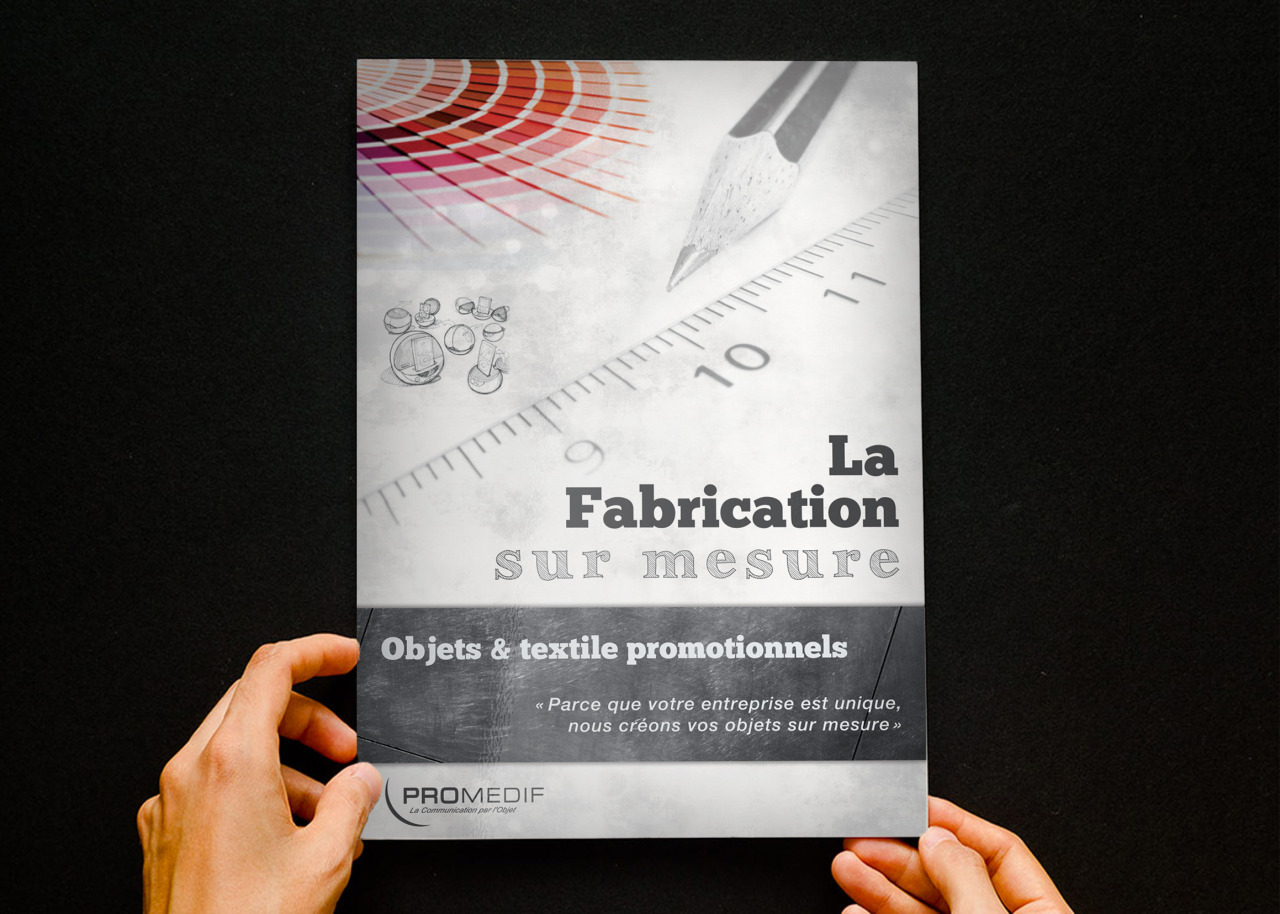 11
10
9
La
Fabrication
sur mesure
Objets & textile promotionnels
« Parce que votre entreprise est unique,
nous créons vos objets sur mesure »
PROMEDIF
La Communication par l'Objet